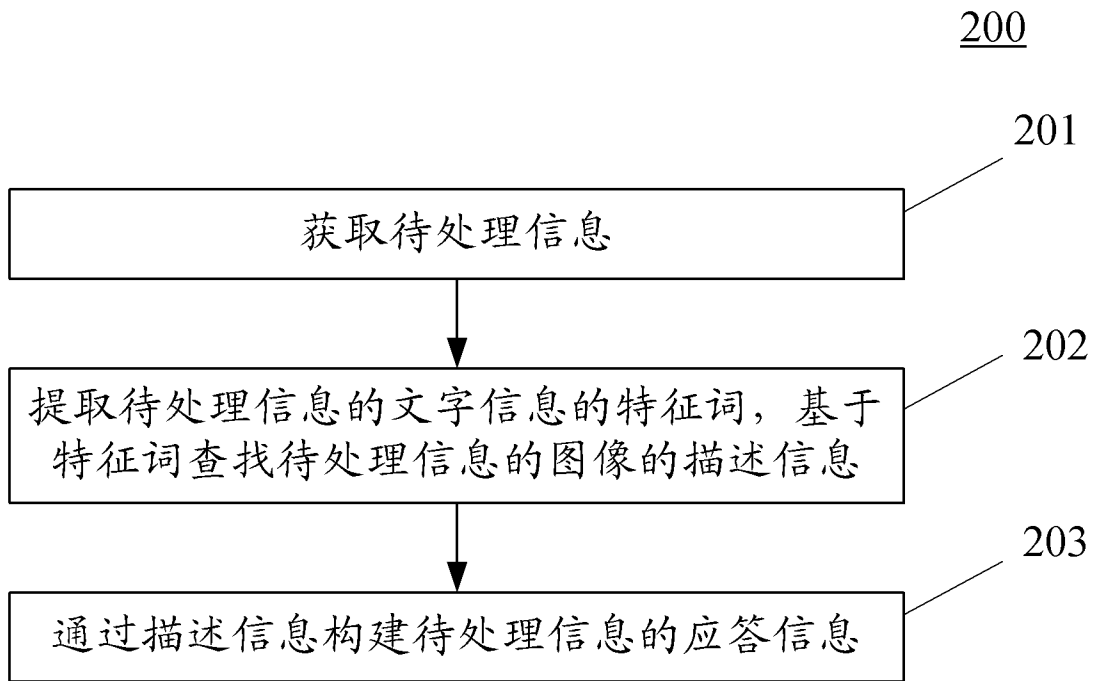 200
201
获取待处理信息
202
提取待处理信息的文字信息的特征词，基于
特征词查找待处理信息的图像的描述信息
203
通过描述信息构建待处理信息的应答信息